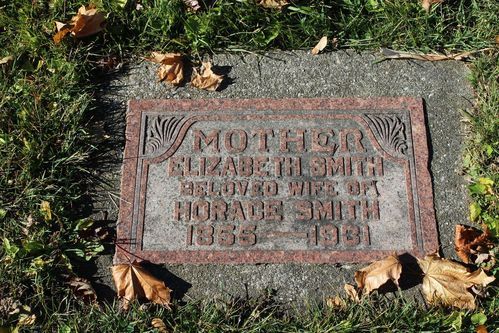 MOTHER
ELIZABETH SMITH
BELOVED WIFE OF
HORACE SMITH
1855 — 1931